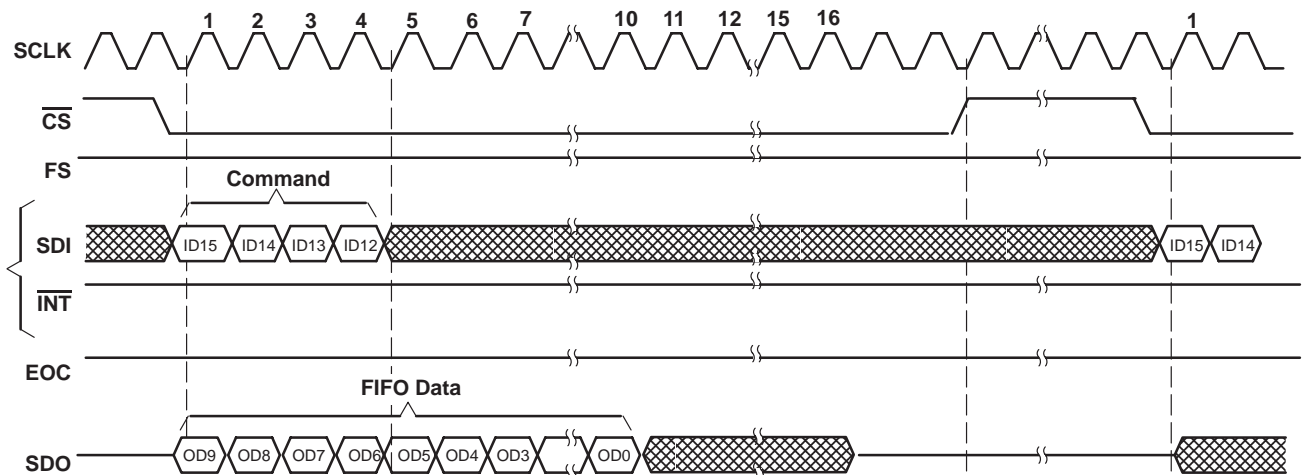 1 2 3 4 5 6 7 10 11 12 15 16 1
SCLK
CS
FS
Command
SDI ID15 ID14 ID13 ID12 ID15 ID14
INT
EOC
FIFO Data
SDO OD9 OD8 OD7 OD6 OD5 OD4 OD3 OD0